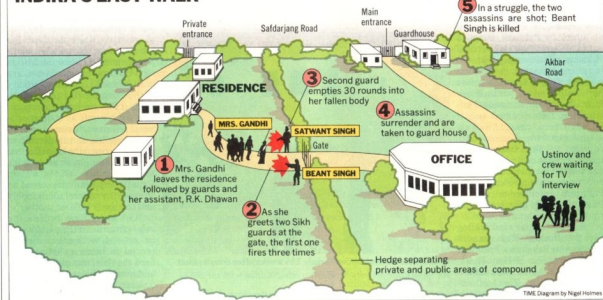 INDIRA'S LAST WALK
Private
entrance
Safdarjang Road
Main
entrance
Guardhouse
5 In a struggle, the two
assassins are shot; Beant
Singh is killed
Akbar
Road
RESIDENCE
3 Second guard
empties 30 rounds into
her fallen body
4 Assassins
surrender and are
taken to guard house
MRS. GANDHI
SATWANT SINGH
Gate
BEANT SINGH
OFFICE
Ustinov and
crew waiting
for TV
interview
1 Mrs. Gandhi
leaves the residence
followed by guards and
her assistant, R.K. Dhawan
2 As she
greets two Sikh
guards at the
gate, the first one
fires three times
Hedge separating
private and public areas of compound
TIME Diagram by Nigel Holmes